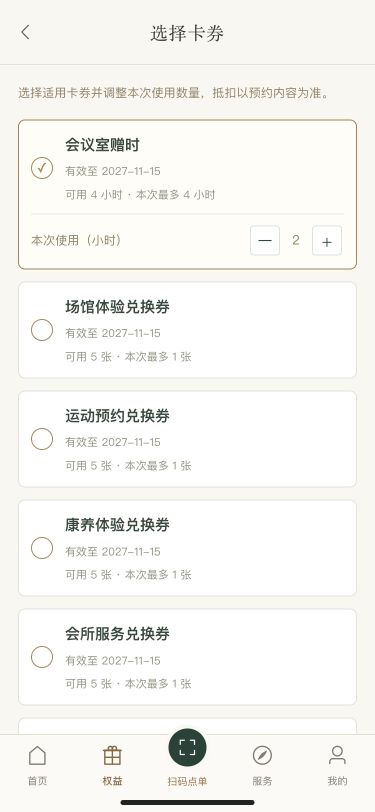 选择卡券
选择适用卡券并调整本次使用数量，抵扣以预约内容为准。
会议室赠时
有效至 2027-11-15
可用 4 小时 · 本次最多 4 小时
本次使用（小时） — 2 +
场馆体验兑换券
有效至 2027-11-15
可用 5 张 · 本次最多 1 张
运动预约兑换券
有效至 2027-11-15
可用 5 张 · 本次最多 1 张
康养体验兑换券
有效至 2027-11-15
可用 5 张 · 本次最多 1 张
会所服务兑换券
有效至 2027-11-15
可用 5 张 · 本次最多 1 张
首页 权益 扫码点单 服务 我的